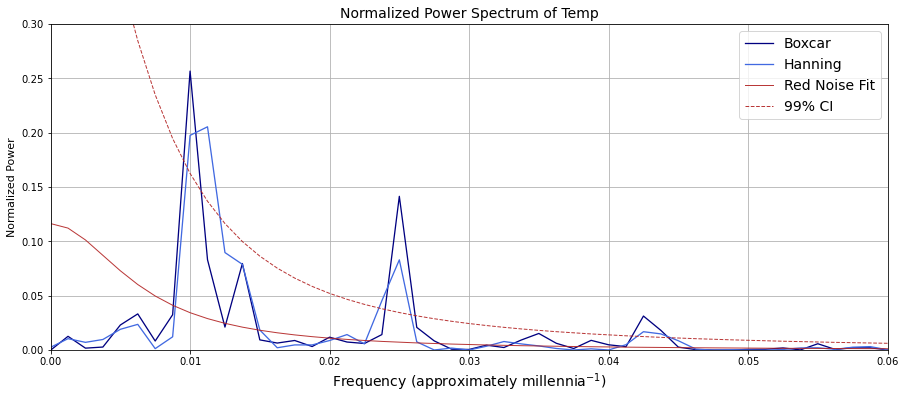 Normalized Power Spectrum of Temp
Normalized Power
0.30
0.25
0.20
0.15
0.10
0.05
0.00
Boxcar
Hanning
Red Noise Fit
99% CI
0.00 0.01 0.02 0.03 0.04 0.05 0.06
Frequency (approximately millennia⁻¹)